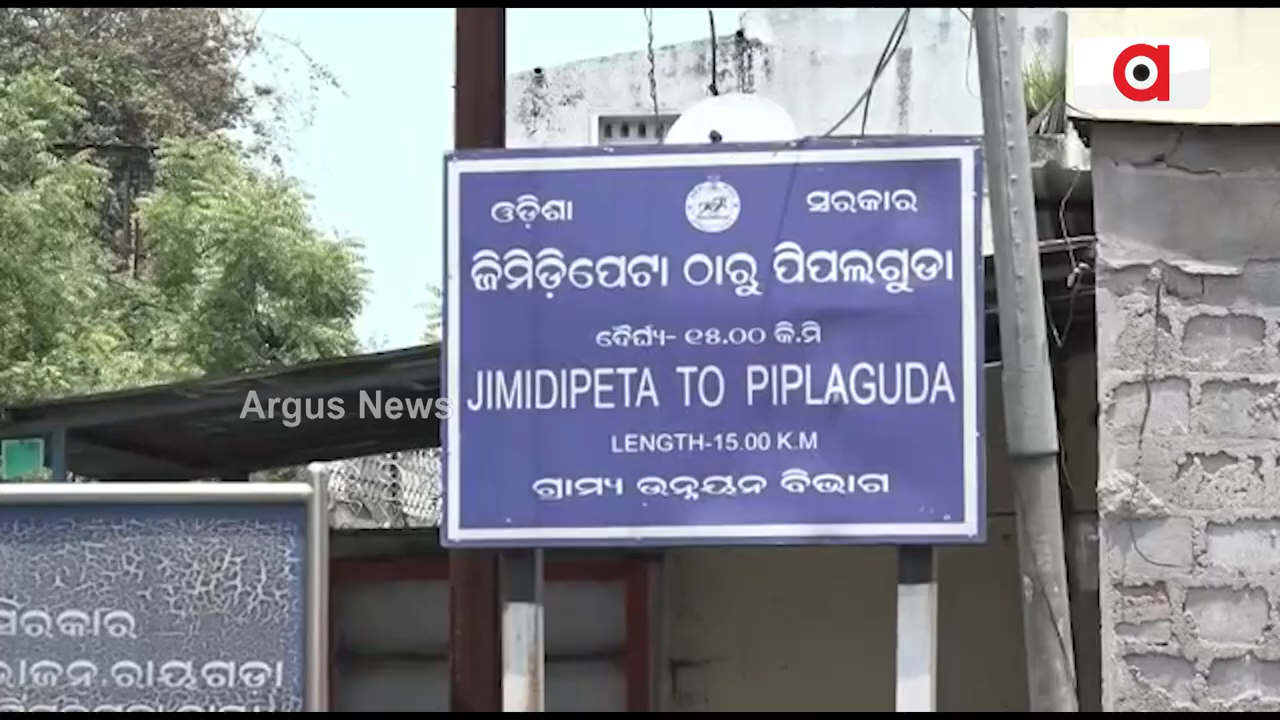 ଓଡ଼ିଶା ସରକାର
ଜିମିଡ଼ିପେଟା ଠାରୁ ପିପଲଗୁଡା
ଦୈର୍ଘ୍ୟ- ୧୫.୦୦ କି.ମି
JIMIDIPETA TO PIPLAGUDA
LENGTH-15.00 K.M
ଗ୍ରାମ୍ୟ ଉନ୍ନୟନ ବିଭାଗ
Argus News
ସରକାର
ରାୟଗଡ଼ା